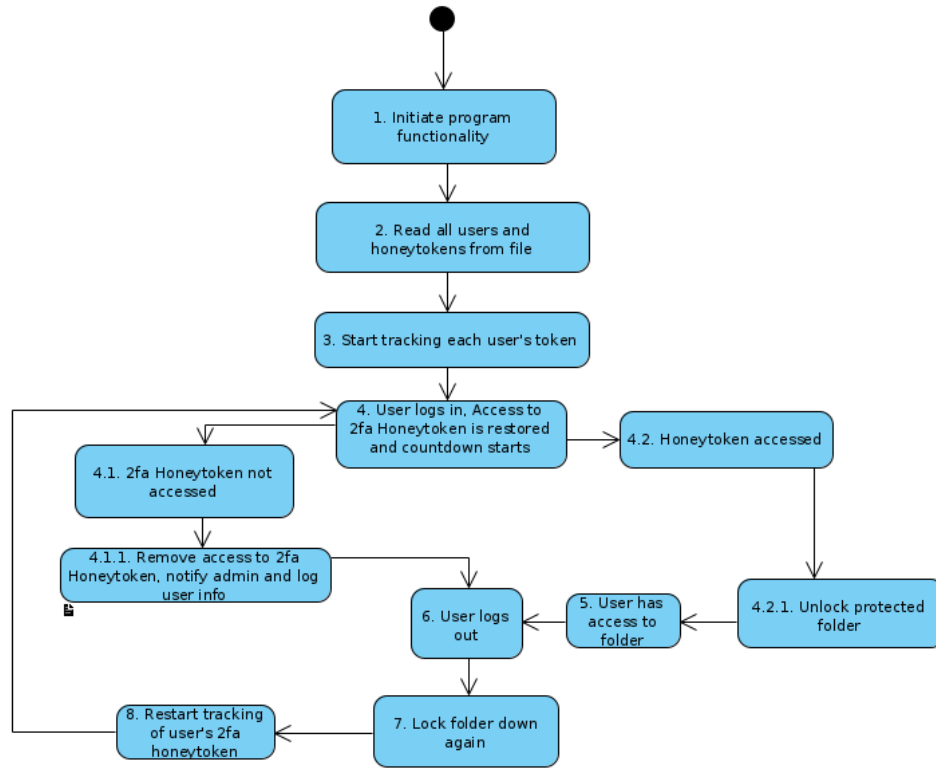 1. Initiate program
functionality
2. Read all users and
honeytokens from file
3. Start tracking each user's token
4. User logs in, Access to
2fa Honeytoken is restored
and countdown starts
4.2. Honeytoken accessed
4.1. 2fa Honeytoken not
accessed
4.1.1. Remove access to 2fa
Honeytoken, notify admin and log
user info
6. User logs
out
5. User has
access to
folder
4.2.1. Unlock protected
folder
8. Restart tracking
of user's 2fa
honeytoken
7. Lock folder down
again